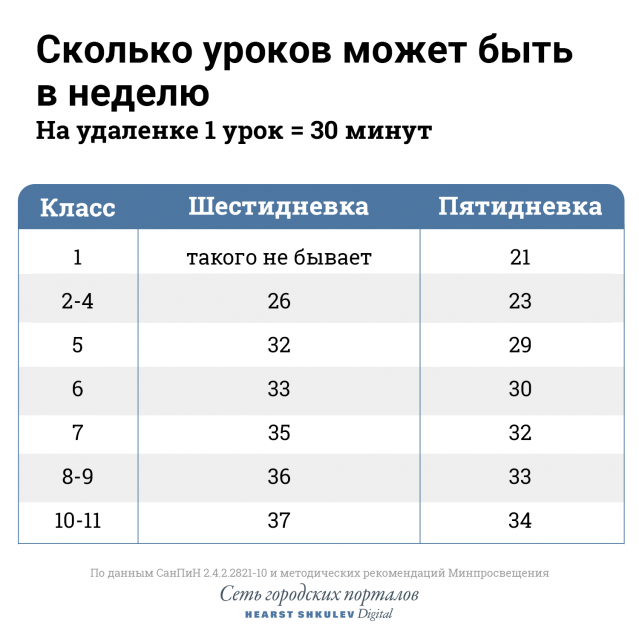 Сколько уроков может быть
в неделю
На удаленке 1 урок = 30 минут
Класс Шестидневка Пятидневка
1 такого не бывает 21
2-4 26 23
5 32 29
6 33 30
7 35 32
8-9 36 33
10-11 37 34
По данным СанПиН 2.4.2.2821-10 и методических рекомендаций Минпросвещения
Сеть городских порталов
HEARST SHKULEV Digital